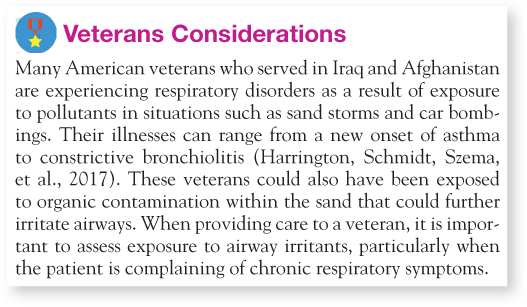 Veterans Considerations
Many American veterans who served in Iraq and Afghanistan
are experiencing respiratory disorders as a result of exposure
to pollutants in situations such as sand storms and car bomb-
ings. Their illnesses can range from a new onset of asthma
to constrictive bronchiolitis (Harrington, Schmidt, Szema,
et al., 2017). These veterans could also have been exposed
to organic contamination within the sand that could further
irritate airways. When providing care to a veteran, it is impor-
tant to assess exposure to airway irritants, particularly when
the patient is complaining of chronic respiratory symptoms.